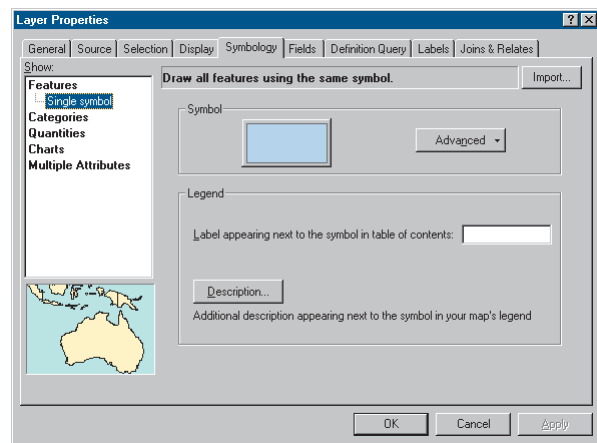 Layer Properties
General Source Selection Display Symbology Fields Definition Query Labels Joins & Relates
Show:
Features
Single symbol
Categories
Quantities
Charts
Multiple Attributes
Draw all features using the same symbol.
Import...
Symbol
Advanced
Legend
Label appearing next to the symbol in table of contents:
Description...
Additional description appearing next to the symbol in your map's legend
OK Cancel Apply